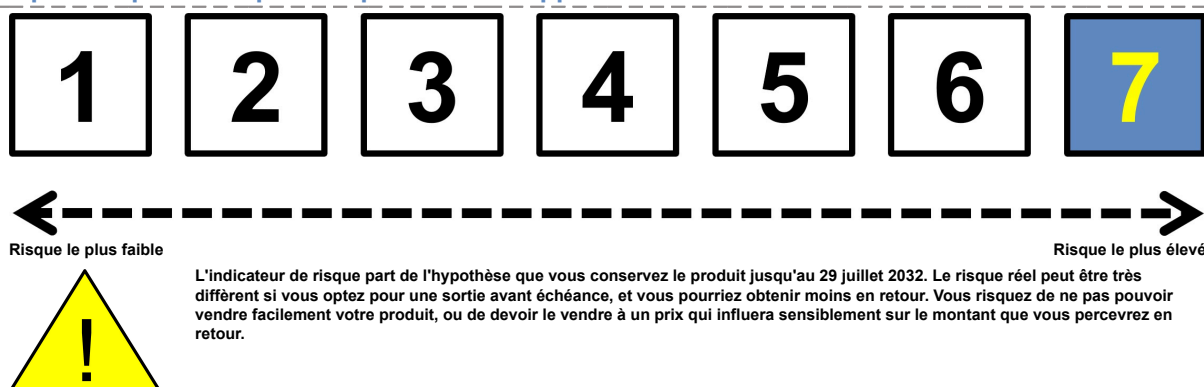 1 2 3 4 5 6 7
Risque le plus faible Risque le plus élevé
L'indicateur de risque part de l'hypothèse que vous conservez le produit jusqu'au 29 juillet 2032. Le risque réel peut être très
diffèrent si vous optez pour une sortie avant échéance, et vous pourriez obtenir moins en retour. Vous risquez de ne pas pouvoir
vendre facilement votre produit, ou de devoir le vendre à un prix qui influera sensiblement sur le montant que vous percevrez en
retour.
!